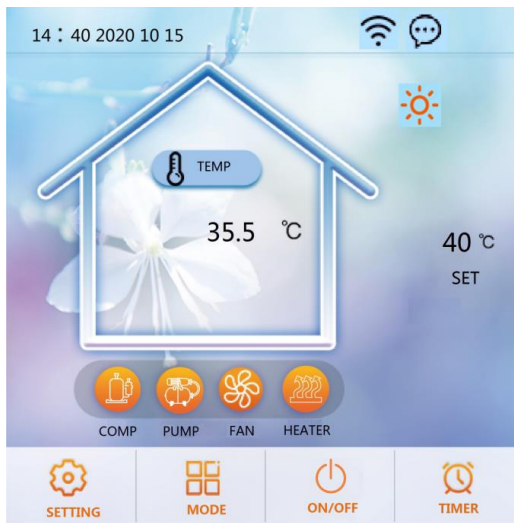 14：40 2020 10 15
TEMP
35.5 ℃
40 ℃
SET
COMP PUMP FAN HEATER
SETTING MODE ON/OFF TIMER